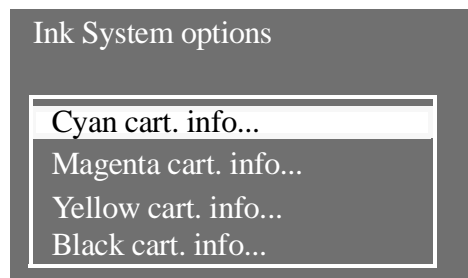 Ink System options
Cyan cart. info...
Magenta cart. info...
Yellow cart. info...
Black cart. info...